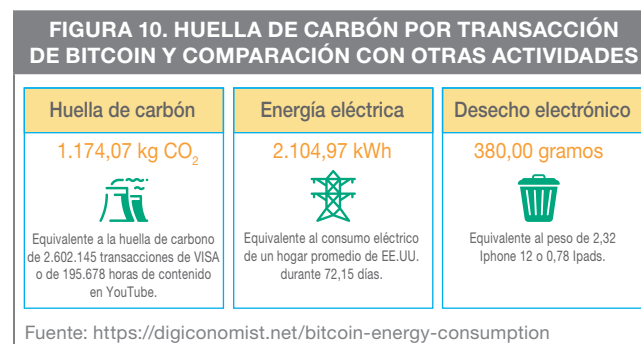 FIGURA 10. HUELLA DE CARBÓN POR TRANSACCIÓN
DE BITCOIN Y COMPARACIÓN CON OTRAS ACTIVIDADES
Huella de carbón
1.174,07 kg CO₂
Equivalente a la huella de carbono
de 2.602.145 transacciones de VISA
o de 195.678 horas de contenido
en YouTube.
Energía eléctrica
2.104,97 kWh
Equivalente al consumo eléctrico
de un hogar promedio de EE.UU.
durante 72,15 días.
Desecho electrónico
380,00 gramos
Equivalente al peso de 2,32
Iphone 12 o 0,78 Ipads.
Fuente: https://digiconomist.net/bitcoin-energy-consumption